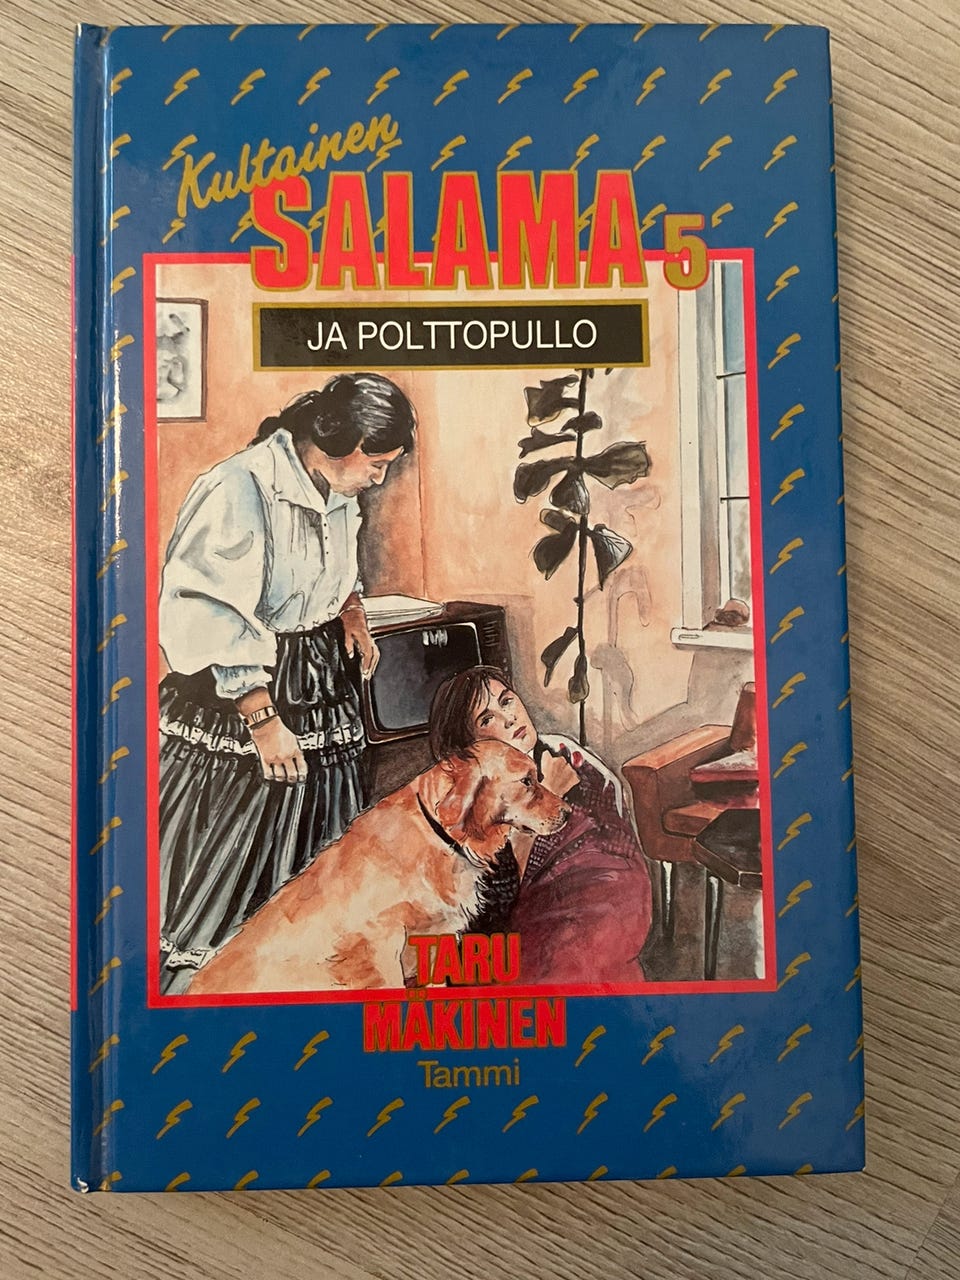 Kultainen
SALAMA 5
JA POLTTOPULLO
TARU
MÄKINEN
Tammi